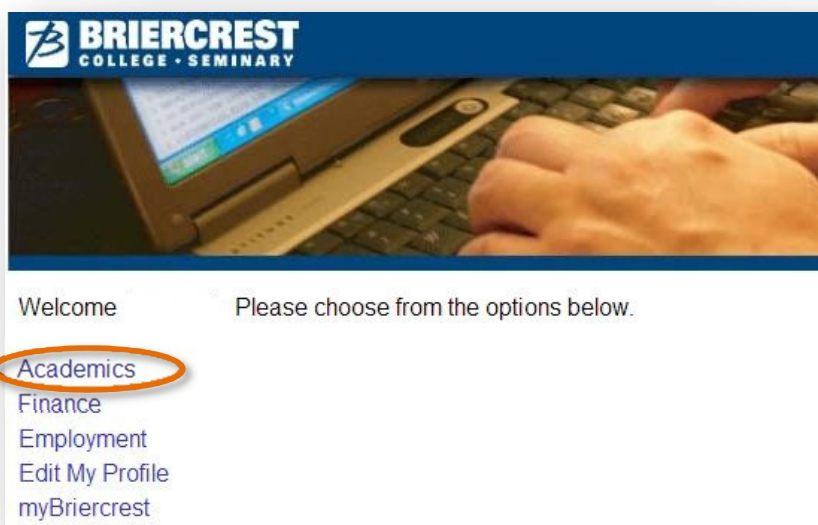 BRIERCREST
COLLEGE • SEMINARY
Welcome
Please choose from the options below.
Academics
Finance
Employment
Edit My Profile
myBriercrest